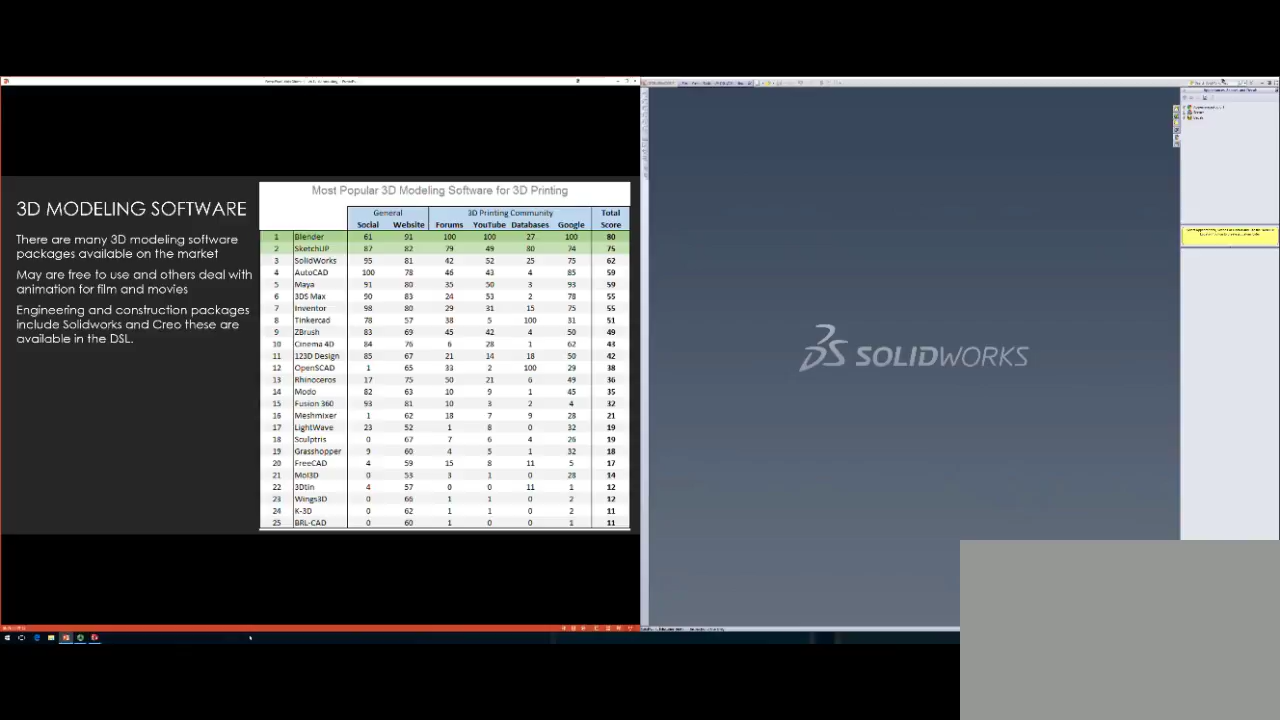 3D MODELING SOFTWARE
There are many 3D modeling software
packages available on the market
May are free to use and others deal with
animation for film and movies
Engineering and construction packages
include Solidworks and Creo these are
available in the DSL.
Most Popular 3D Modeling Software for 3D Printing
General 3D Printing Community Total
Social Website Forums YouTube Databases Google Score
1 Blender 61 91 100 100 27 100 80
2 SketchUP 87 82 79 49 80 74 75
3 SolidWorks 95 81 42 52 25 75 62
4 AutoCAD 100 78 46 43 4 85 59
5 Maya 91 80 35 50 3 93 59
6 3DS Max 90 83 24 53 2 78 55
7 Inventor 98 80 29 31 15 75 55
8 Tinkercad 78 57 38 5 100 31 51
9 ZBrush 83 69 45 42 4 50 49
10 Cinema 4D 84 76 6 28 1 62 43
11 123D Design 85 67 21 14 18 50 42
12 OpenSCAD 1 65 33 2 100 29 38
13 Rhinoceros 17 75 50 21 6 49 36
14 Modo 82 63 10 9 1 45 35
15 Fusion 360 93 81 10 3 2 4 32
16 Meshmixer 1 62 18 7 9 28 21
17 LightWave 23 52 1 8 0 32 19
18 Sculptris 0 67 7 6 4 26 19
19 Grasshopper 9 60 4 5 1 32 18
20 FreeCAD 4 59 15 8 11 5 17
21 MoI3D 0 53 3 1 0 28 14
22 3Dtin 4 57 0 0 11 1 12
23 Wings3D 0 66 1 1 0 2 12
24 K-3D 0 62 1 1 0 2 11
25 BRL-CAD 0 60 1 0 0 1 11
SOLIDWORKS